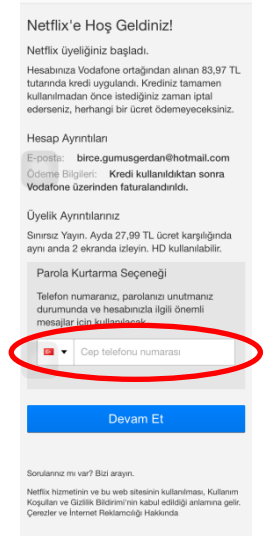 Netflix'e Hoş Geldiniz!
Netflix üyeliğiniz başladı.
Hesabınıza Vodafone ortağından alınan 83,97 TL
tutarında kredi uygulandı. Krediniz tamamen
kullanılmadan önce istediğiniz zaman iptal
ederseniz, herhangi bir ücret ödemeyeceksiniz.
Hesap Ayrıntıları
E-posta: birce.gumusgerdan@hotmail.com
Ödeme Bilgileri: Kredi kullanıldıktan sonra
Vodafone üzerinden faturalandırıldı.
Üyelik Ayrıntılarınız
Sınırsız Yayın. Ayda 27,99 TL ücret karşılığında
aynı anda 2 ekranda izleyin. HD kullanılabilir.
Parola Kurtarma Seçeneği
Telefon numaranız, parolanızı unutmanız
durumunda ve hesabınızla ilgili önemli
mesajlar için kullanılacak.
Cep telefonu numarası
Devam Et
Sorularınız mı var? Bizi arayın.
Netflix hizmetinin ve bu web sitesinin kullanılması, Kullanım
Koşulları ve Gizlilik Bildirimi'nin kabul edildiği anlamına gelir.
Çerezler ve İnternet Reklamcılığı Hakkında